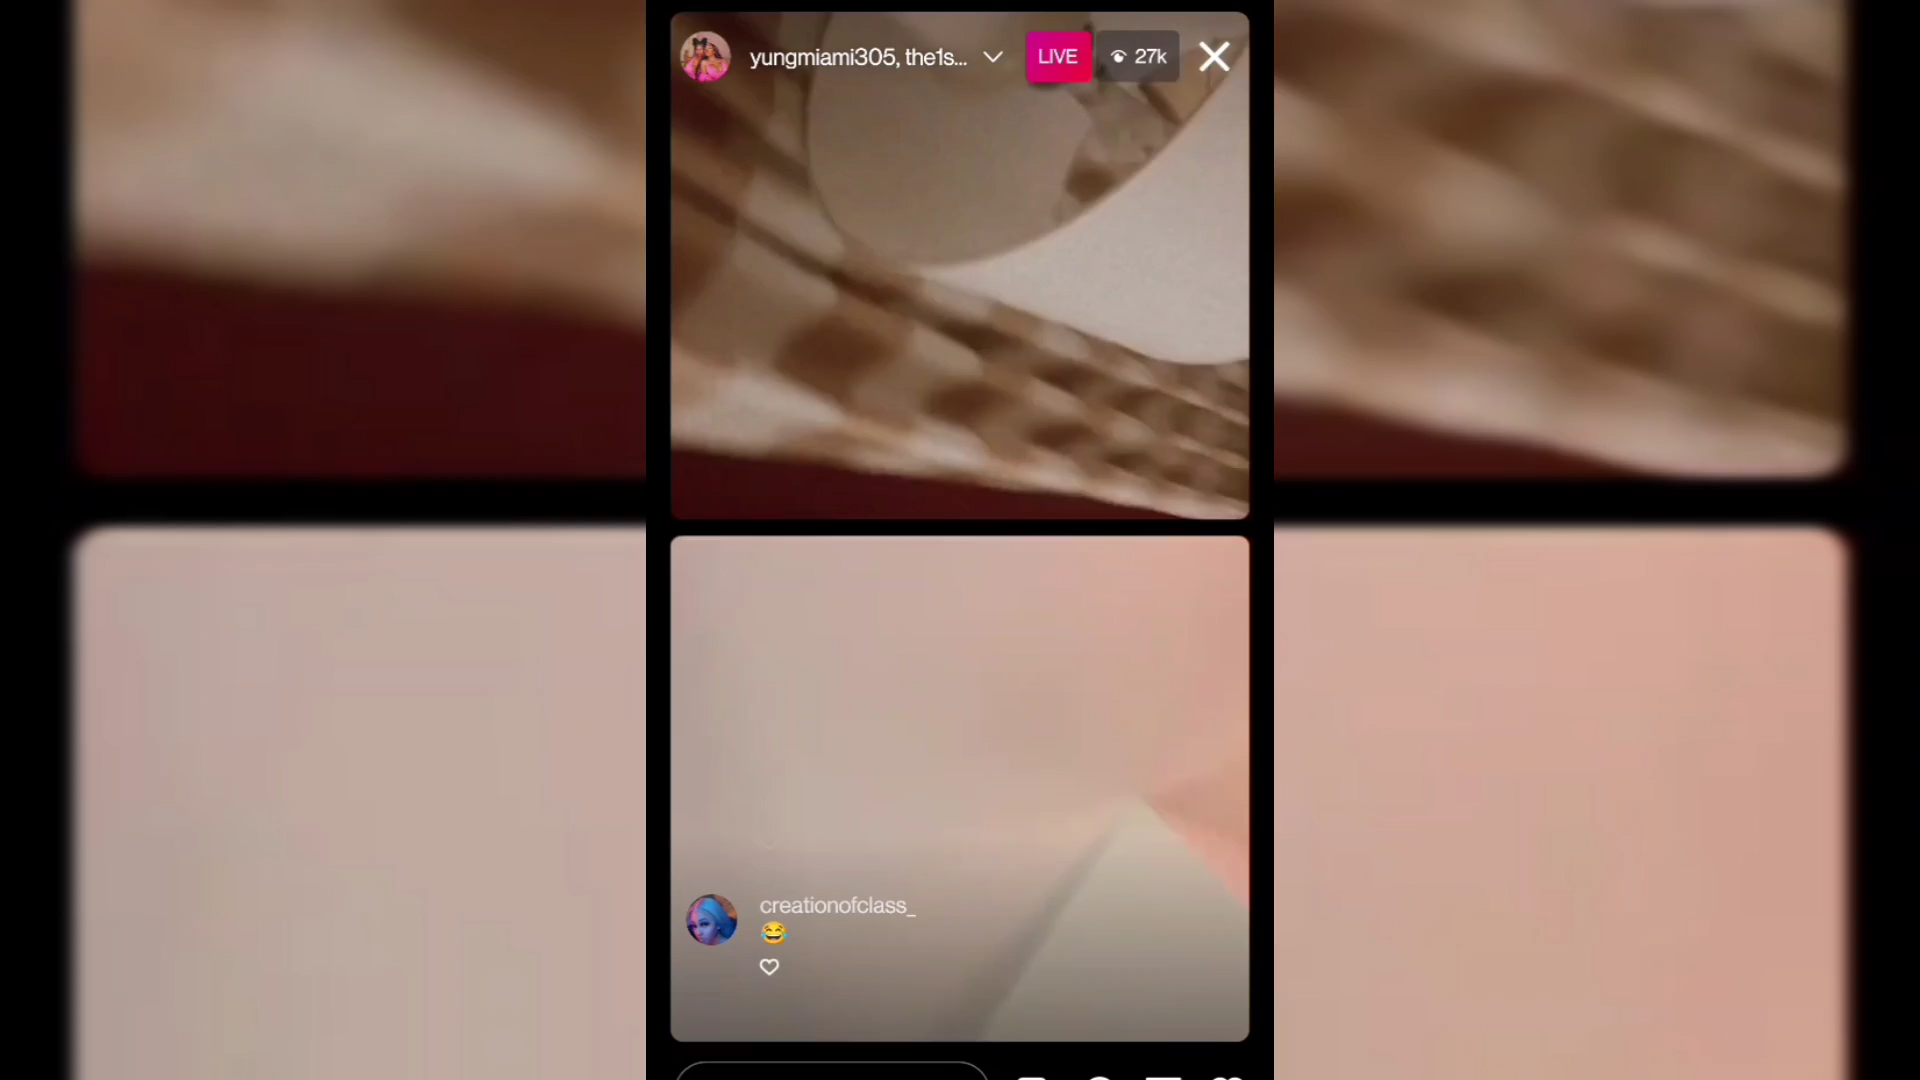 yungmiami305, the1s...
LIVE
27k
creationofclass_
😂